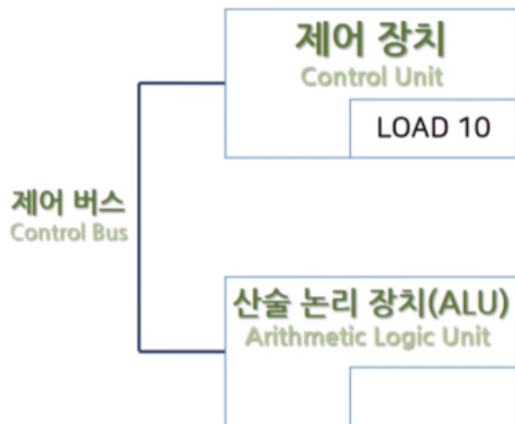 제어 장치
Control Unit
LOAD 10
제어 버스
Control Bus
산술 논리 장치(ALU)
Arithmetic Logic Unit